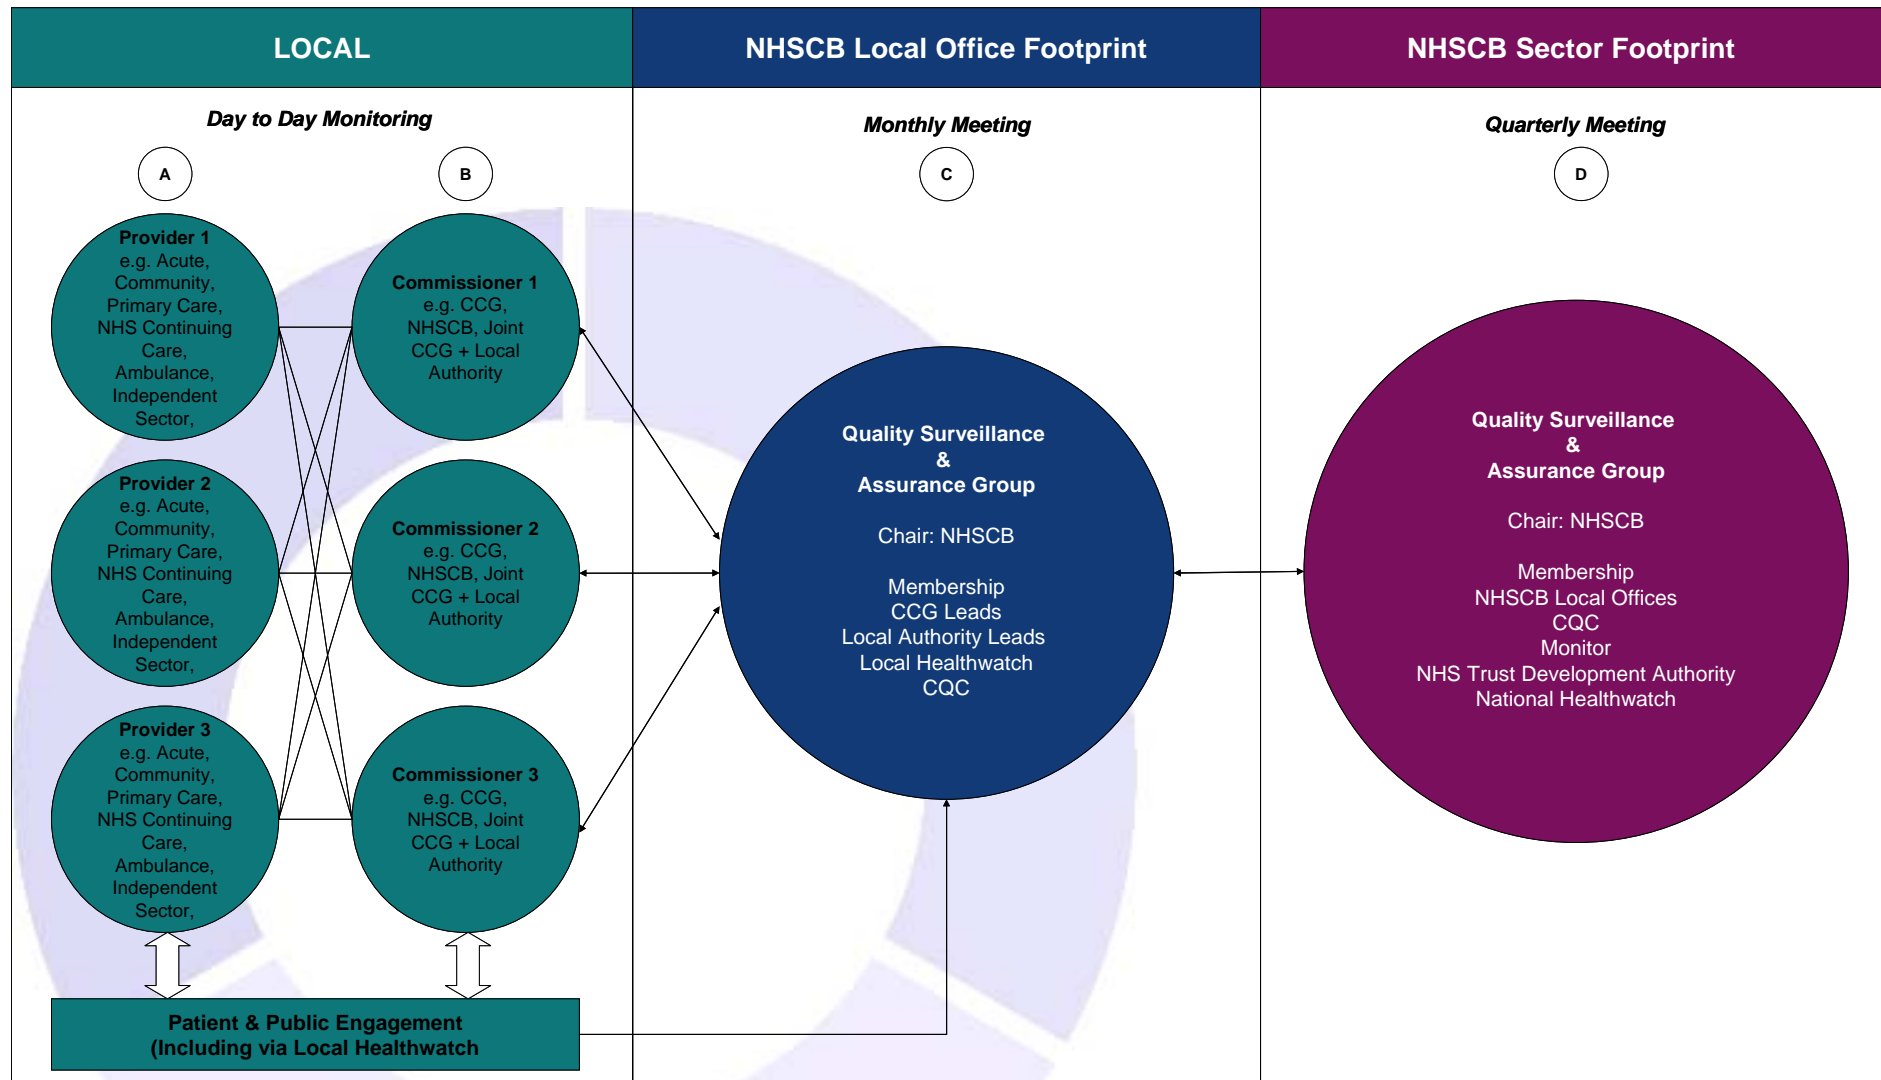 LOCAL
NHSCB Local Office Footprint
NHSCB Sector Footprint
Day to Day Monitoring
Monthly Meeting
Quarterly Meeting
A
B
C
D
Provider 1
e.g. Acute,
Community,
Primary Care,
NHS Continuing
Care,
Ambulance,
Independent
Sector,
Commissioner 1
e.g. CCG,
NHSCB, Joint
CCG + Local
Authority
Provider 2
e.g. Acute,
Community,
Primary Care,
NHS Continuing
Care,
Ambulance,
Independent
Sector,
Commissioner 2
e.g. CCG,
NHSCB, Joint
CCG + Local
Authority
Provider 3
e.g. Acute,
Community,
Primary Care,
NHS Continuing
Care,
Ambulance,
Independent
Sector,
Commissioner 3
e.g. CCG,
NHSCB, Joint
CCG + Local
Authority
Patient & Public Engagement
(Including via Local Healthwatch
Quality Surveillance
&
Assurance Group
Chair: NHSCB
Membership
CCG Leads
Local Authority Leads
Local Healthwatch
CQC
Quality Surveillance
&
Assurance Group
Chair: NHSCB
Membership
NHSCB Local Offices
CQC
Monitor
NHS Trust Development Authority
National Healthwatch